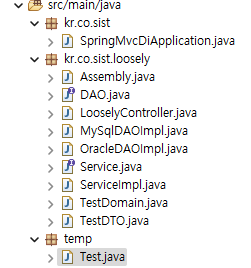 src/main/java
kr.co.sist
SpringMvcDiApplication.java
kr.co.sist.loosely
Assembly.java
DAO.java
LooselyController.java
MySqlDAOImpl.java
OracleDAOImpl.java
Service.java
ServiceImpl.java
TestDomain.java
TestDTO.java
temp
Test.java